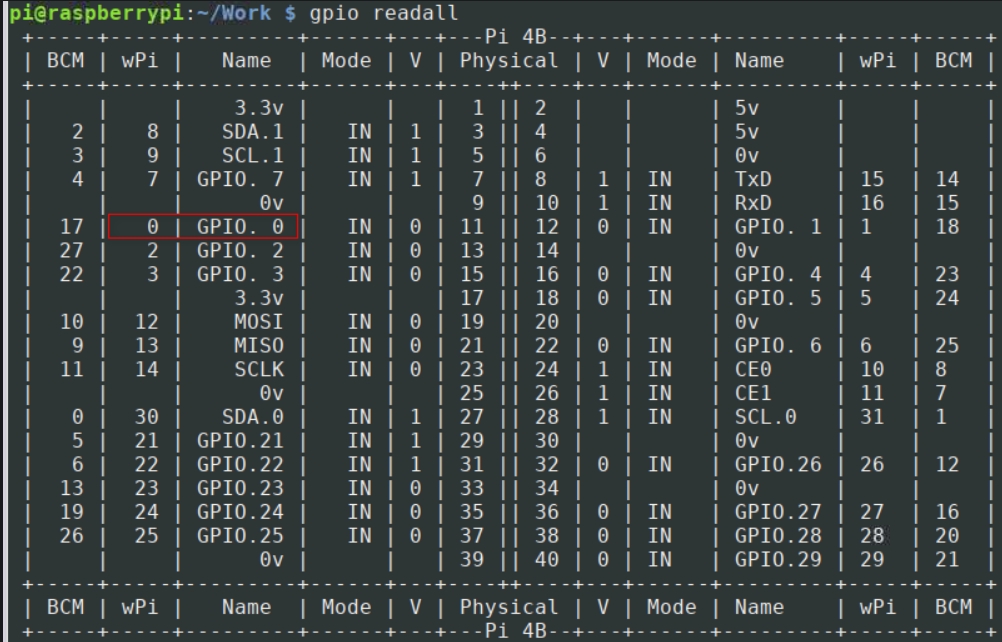 pi@raspberrypi:~/Work $ gpio readall
+-----+-----+---------+------+---+---Pi 4B--+---+------+---------+-----+-----+
| BCM | wPi |   Name  | Mode | V | Physical | V | Mode | Name    | wPi | BCM |
+-----+-----+---------+------+---+----++----+---+------+---------+-----+-----+
|     |     |    3.3v |      |   |  1 || 2  |   |      | 5v      |     |     |
|   2 |   8 |   SDA.1 |   IN | 1 |  3 || 4  |   |      | 5v      |     |     |
|   3 |   9 |   SCL.1 |   IN | 1 |  5 || 6  |   |      | 0v      |     |     |
|   4 |   7 | GPIO. 7 |   IN | 1 |  7 || 8  | 1 | IN   | TxD     | 15  | 14  |
|     |     |      0v |      |   |  9 || 10 | 1 | IN   | RxD     | 16  | 15  |
|  17 |   0 | GPIO. 0 |   IN | 0 | 11 || 12 | 0 | IN   | GPIO. 1 | 1   | 18  |
|  27 |   2 | GPIO. 2 |   IN | 0 | 13 || 14 |   |      | 0v      |     |     |
|  22 |   3 | GPIO. 3 |   IN | 0 | 15 || 16 | 0 | IN   | GPIO. 4 | 4   | 23  |
|     |     |    3.3v |      |   | 17 || 18 | 0 | IN   | GPIO. 5 | 5   | 24  |
|  10 |  12 |    MOSI |   IN | 0 | 19 || 20 |   |      | 0v      |     |     |
|   9 |  13 |    MISO |   IN | 0 | 21 || 22 | 0 | IN   | GPIO. 6 | 6   | 25  |
|  11 |  14 |    SCLK |   IN | 0 | 23 || 24 | 1 | IN   | CE0     | 10  | 8   |
|     |     |      0v |      |   | 25 || 26 | 1 | IN   | CE1     | 11  | 7   |
|   0 |  30 |   SDA.0 |   IN | 1 | 27 || 28 | 1 | IN   | SCL.0   | 31  | 1   |
|   5 |  21 | GPIO.21 |   IN | 1 | 29 || 30 |   |      | 0v      |     |     |
|   6 |  22 | GPIO.22 |   IN | 1 | 31 || 32 | 0 | IN   | GPIO.26 | 26  | 12  |
|  13 |  23 | GPIO.23 |   IN | 0 | 33 || 34 |   |      | 0v      |     |     |
|  19 |  24 | GPIO.24 |   IN | 0 | 35 || 36 | 0 | IN   | GPIO.27 | 27  | 16  |
|  26 |  25 | GPIO.25 |   IN | 0 | 37 || 38 | 0 | IN   | GPIO.28 | 28  | 20  |
|     |     |      0v |      |   | 39 || 40 | 0 | IN   | GPIO.29 | 29  | 21  |
+-----+-----+---------+------+---+----++----+---+------+---------+-----+-----+
| BCM | wPi |   Name  | Mode | V | Physical | V | Mode | Name    | wPi | BCM |
+-----+-----+---------+------+---+---Pi 4B--+---+------+---------+-----+-----+